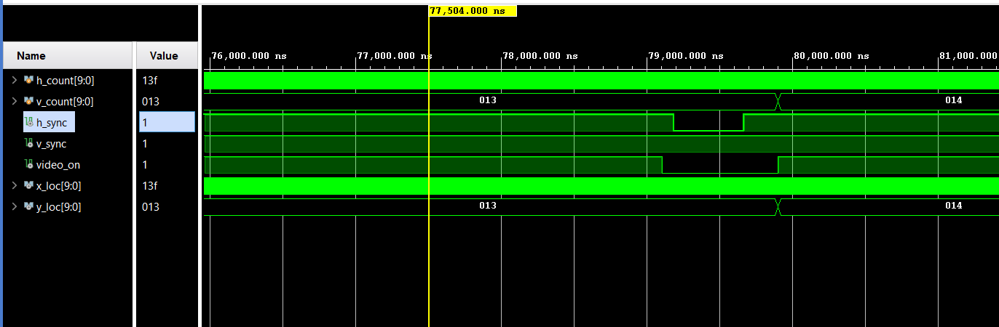 77,504.000 ns
Name Value
76,000.000 ns 77,000.000 ns 78,000.000 ns 79,000.000 ns 80,000.000 ns 81,000.000
h_count[9:0] 13f
v_count[9:0] 013 013 014
h_sync 1
v_sync 1
video_on 1
x_loc[9:0] 13f
y_loc[9:0] 013 013 014